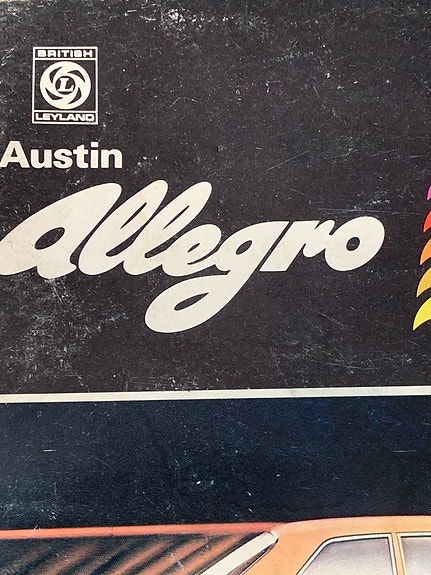 BRITISH
L
LEYLAND
Austin
Allegro